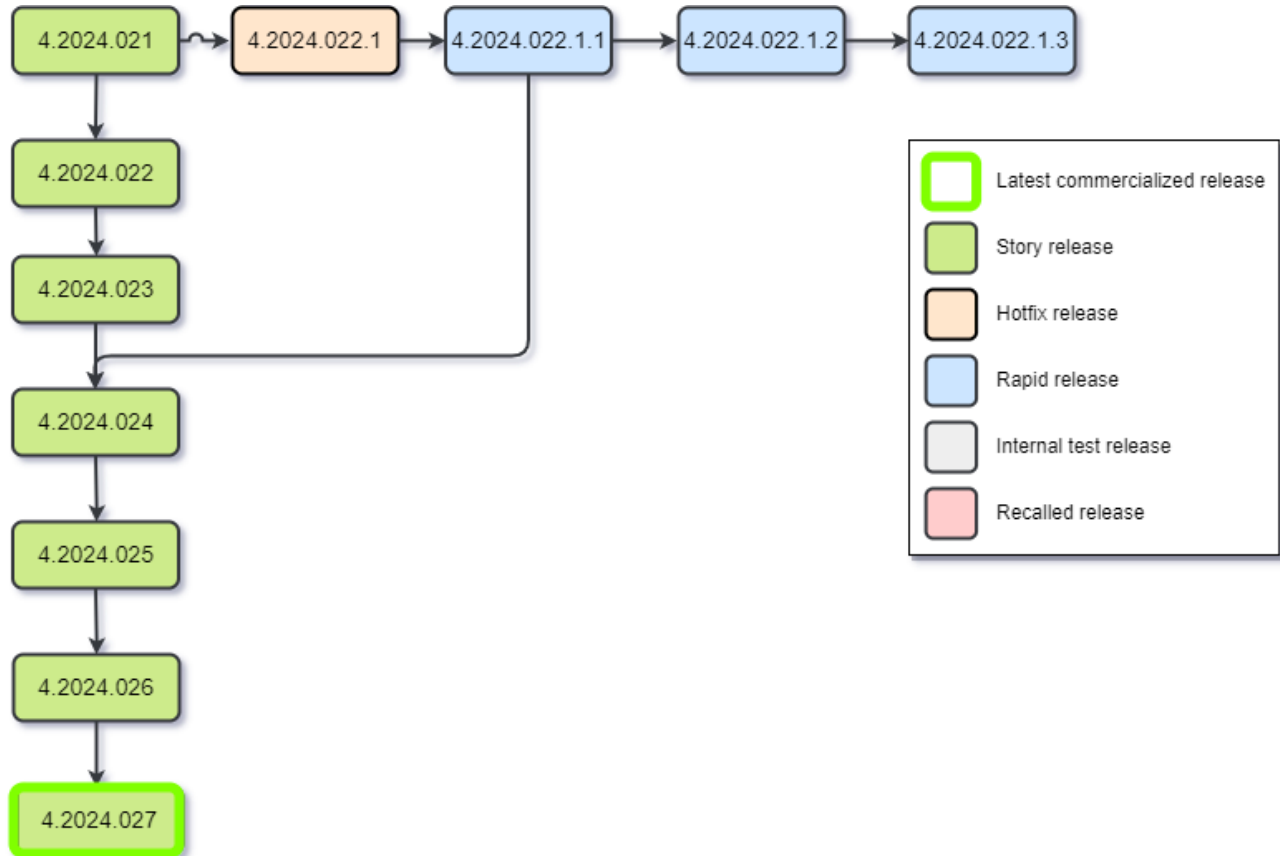 4.2024.021
4.2024.022.1
4.2024.022.1.1
4.2024.022.1.2
4.2024.022.1.3
4.2024.022
4.2024.023
4.2024.024
4.2024.025
4.2024.026
4.2024.027
Latest commercialized release
Story release
Hotfix release
Rapid release
Internal test release
Recalled release